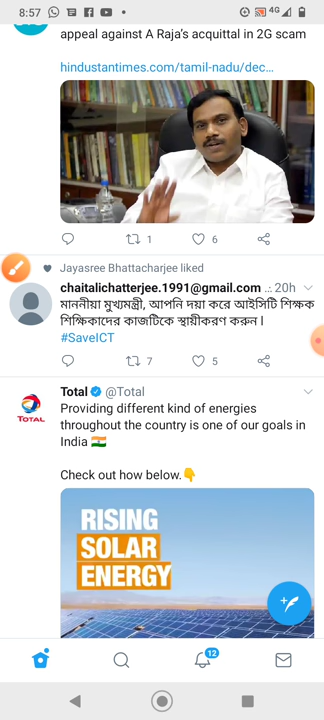 8:57
4G
appeal against A Raja's acquittal in 2G scam
hindustantimes.com/tamil-nadu/dec...
1
6
Jayasree Bhattacharjee liked
chaitalichatterjee.1991@gmail.com .. 20h
মাননীয়া মুখ্যমন্ত্রী, আপনি দয়া করে আইসিটি শিক্ষক
শিক্ষিকাদের কাজটিকে স্থায়ীকরণ করুন।
#SaveICT
7
5
Total @Total
TOTAL
Providing different kind of energies
throughout the country is one of our goals in
India 🇮🇳
Check out how below.👇
RISING
SOLAR
ENERGY
12